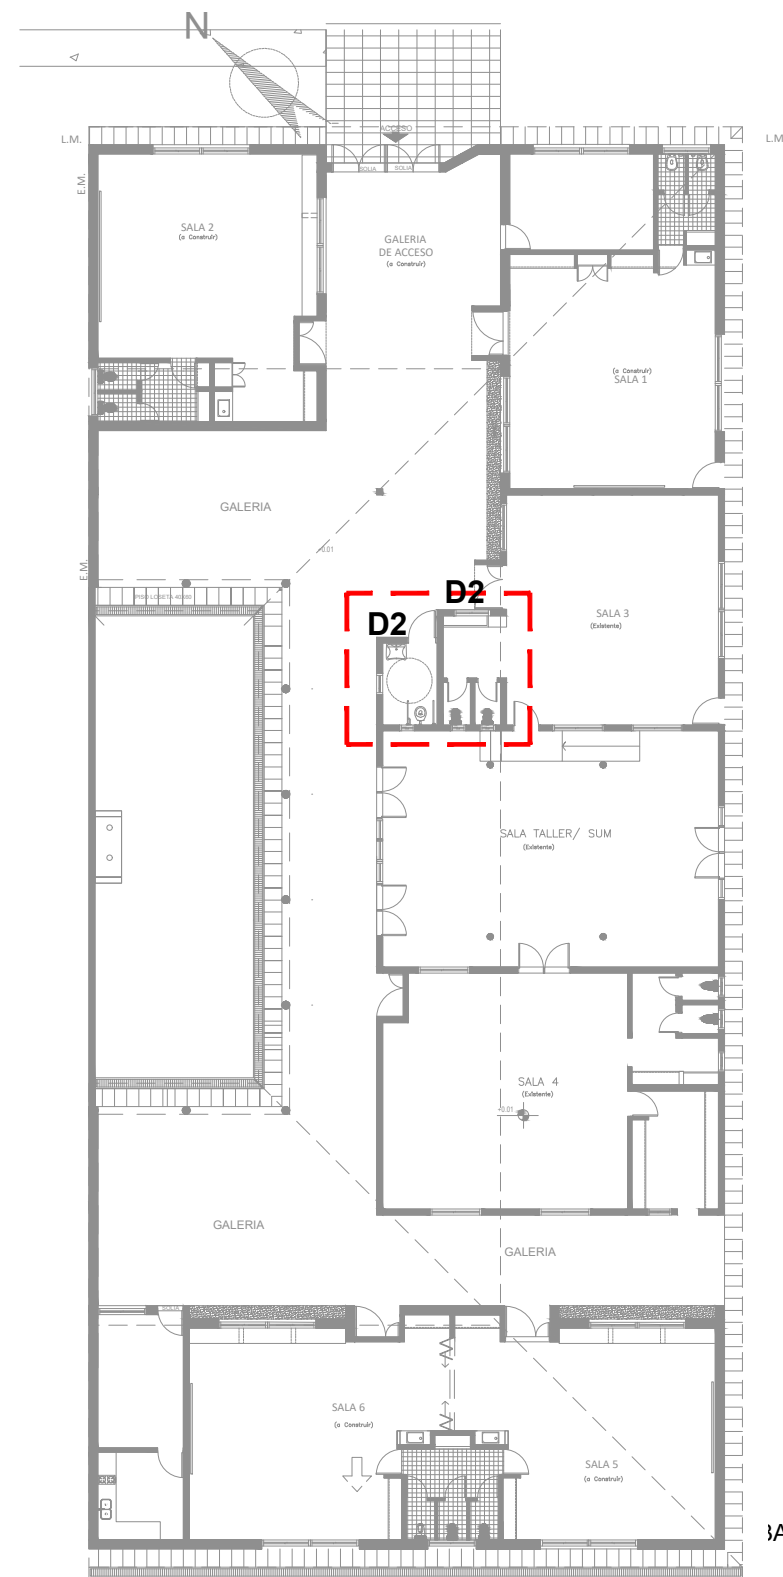 N
ACCESO
L.M.
L.M
SOLIA
SOLIA
E.M.
SALA 2
(a Construir)
GALERIA
DE ACCESO
(a Construir)
(a Construir)
SALA 1
GALERIA
+0.01
E.M.
D2
PISO LOSETA 40X60
D2
SALA 3
(Existente)
SALA TALLER/ SUM
(Existente)
SALA 4
(Existente)
+0.01
GALERIA
GALERIA
SOLIA
SALA 6
(a Construir)
SALA 5
(a Construir)